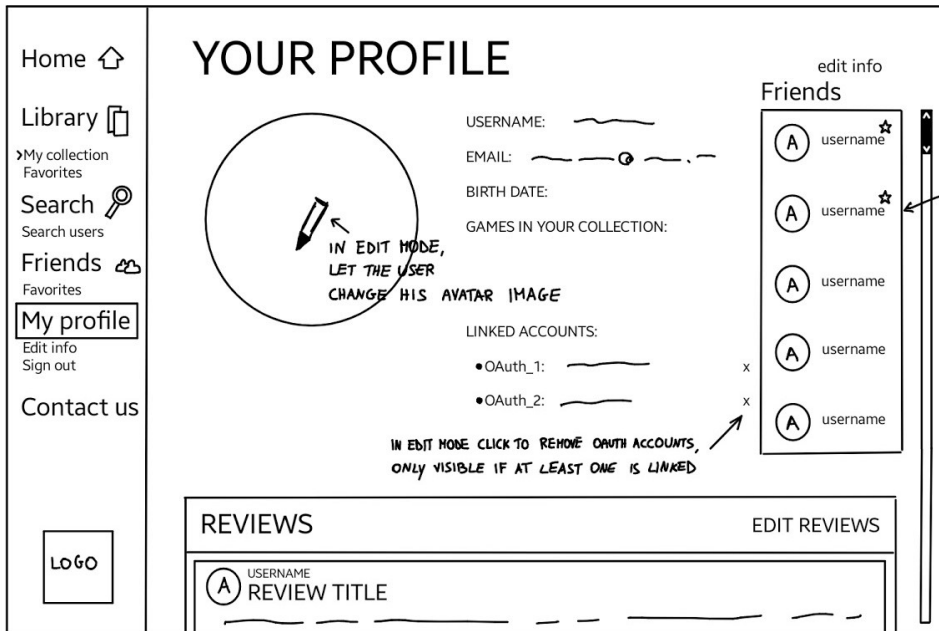 Home
Library
My collection
Favorites
Search
Search users
Friends
Favorites
My profile
Edit info
Sign out
Contact us
LOGO
YOUR PROFILE
IN EDIT MODE,
LET THE USER
CHANGE HIS AVATAR IMAGE
USERNAME:
EMAIL:
BIRTH DATE:
GAMES IN YOUR COLLECTION:
LINKED ACCOUNTS:
•OAuth_1: x
•OAuth_2: x
IN EDIT MODE CLICK TO REMOVE OAUTH ACCOUNTS,
ONLY VISIBLE IF AT LEAST ONE IS LINKED
edit info
Friends
A username
A username
A username
A username
A username
REVIEWS EDIT REVIEWS
A USERNAME
REVIEW TITLE